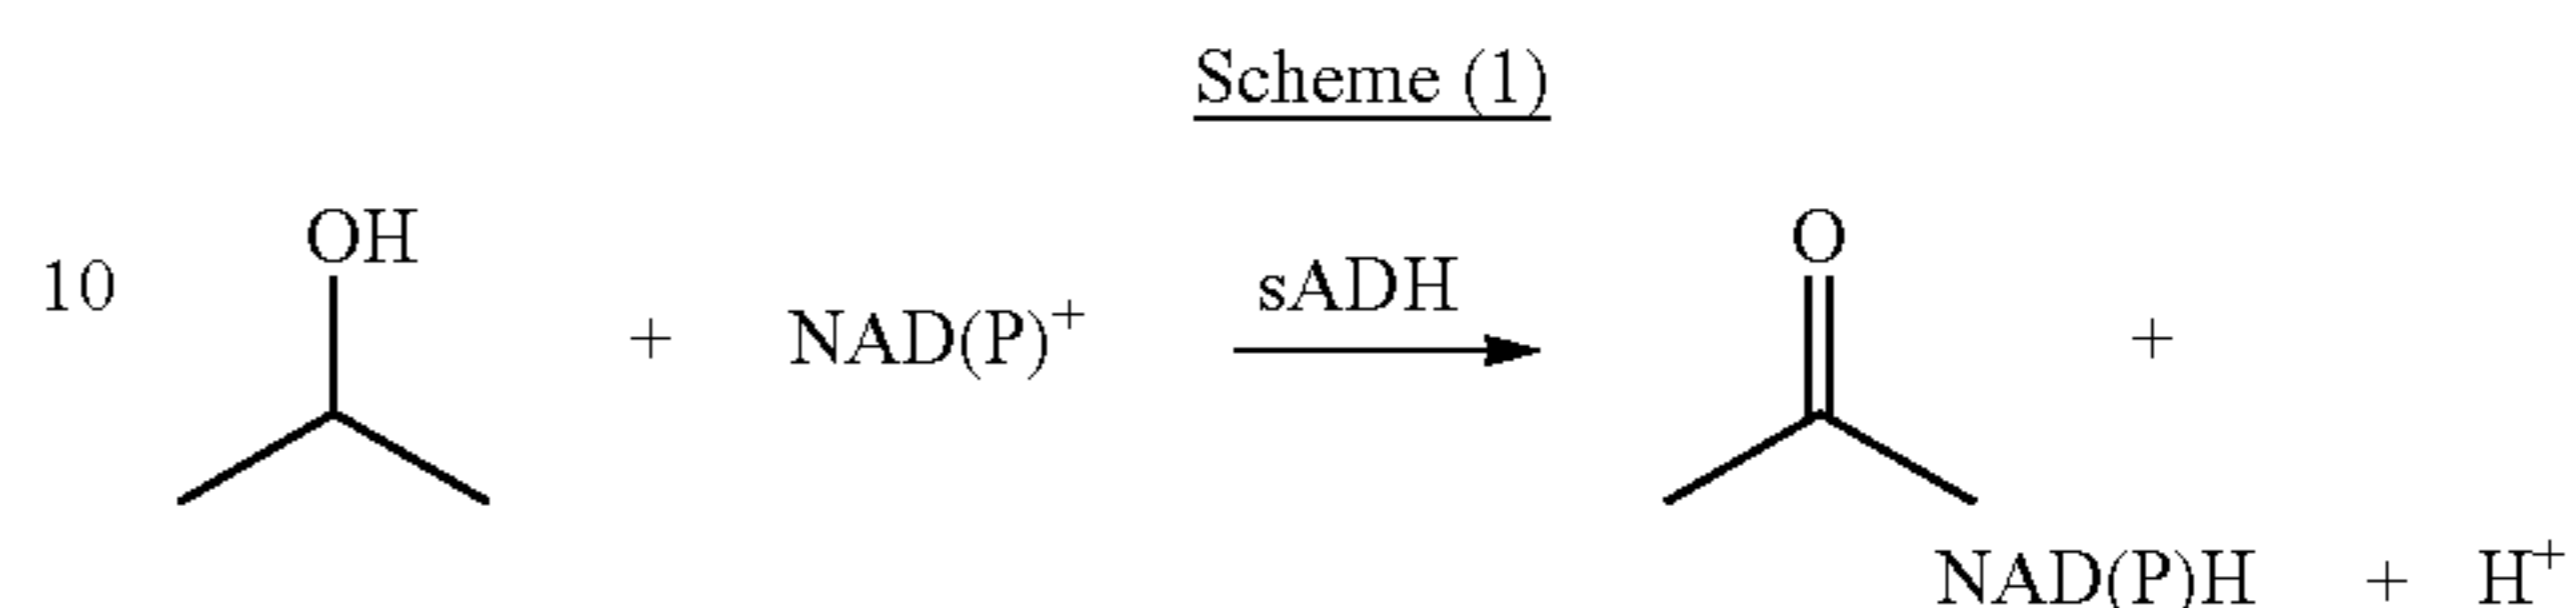 Scheme (1)
OH O
10 + NAD(P)⁺ sADH +
NAD(P)H + H⁺